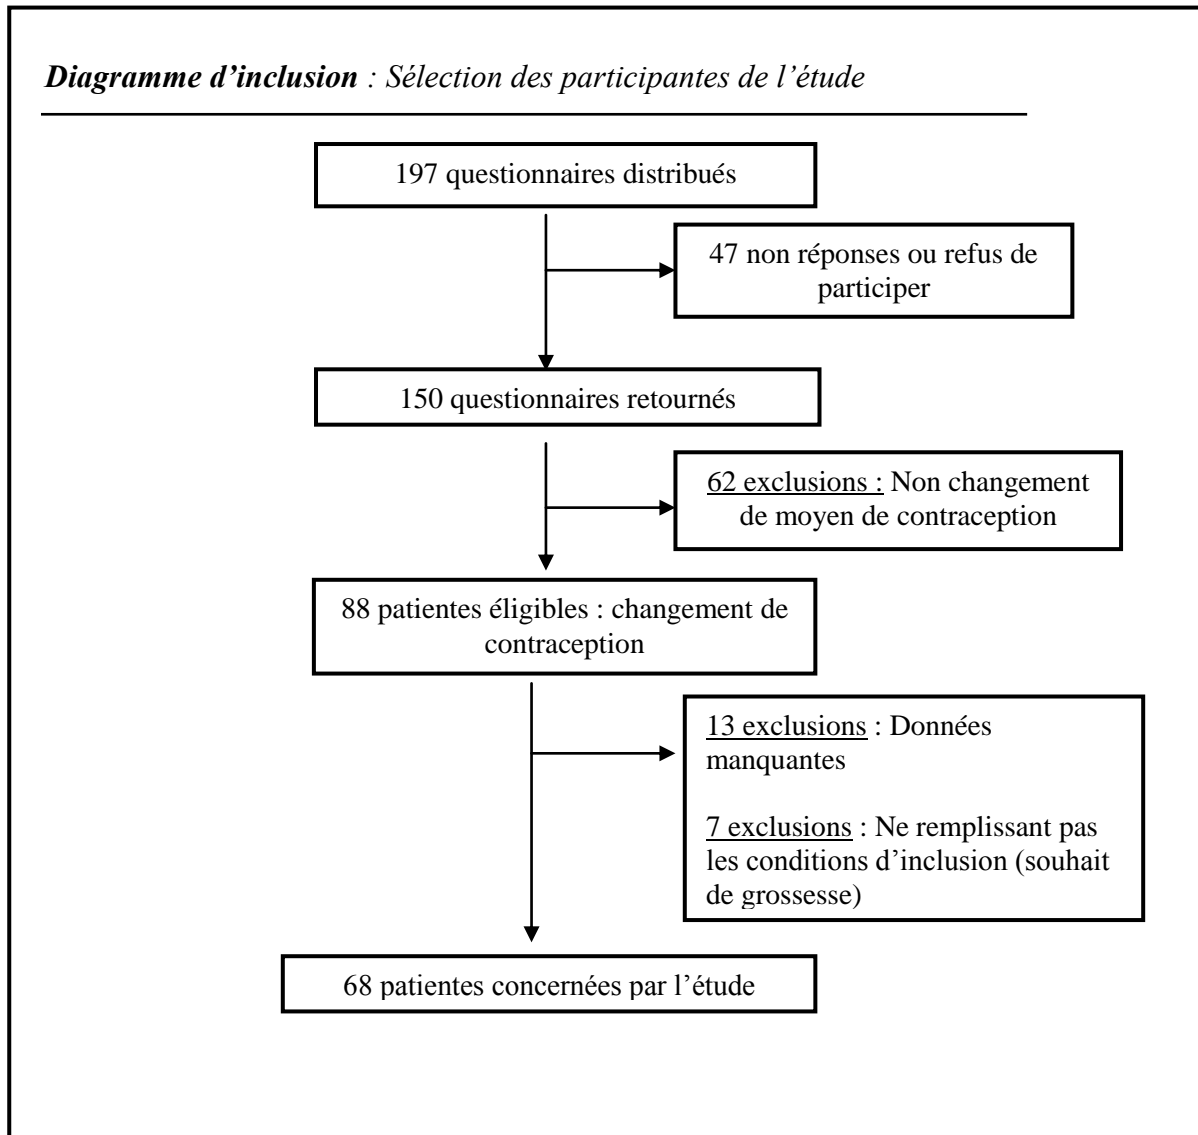 Diagramme d’inclusion : Sélection des participantes de l’étude
197 questionnaires distribués
47 non réponses ou refus de
participer
150 questionnaires retournés
62 exclusions : Non changement
de moyen de contraception
88 patientes éligibles : changement de
contraception
13 exclusions : Données
manquantes
7 exclusions : Ne remplissant pas
les conditions d’inclusion (souhait
de grossesse)
68 patientes concernées par l’étude